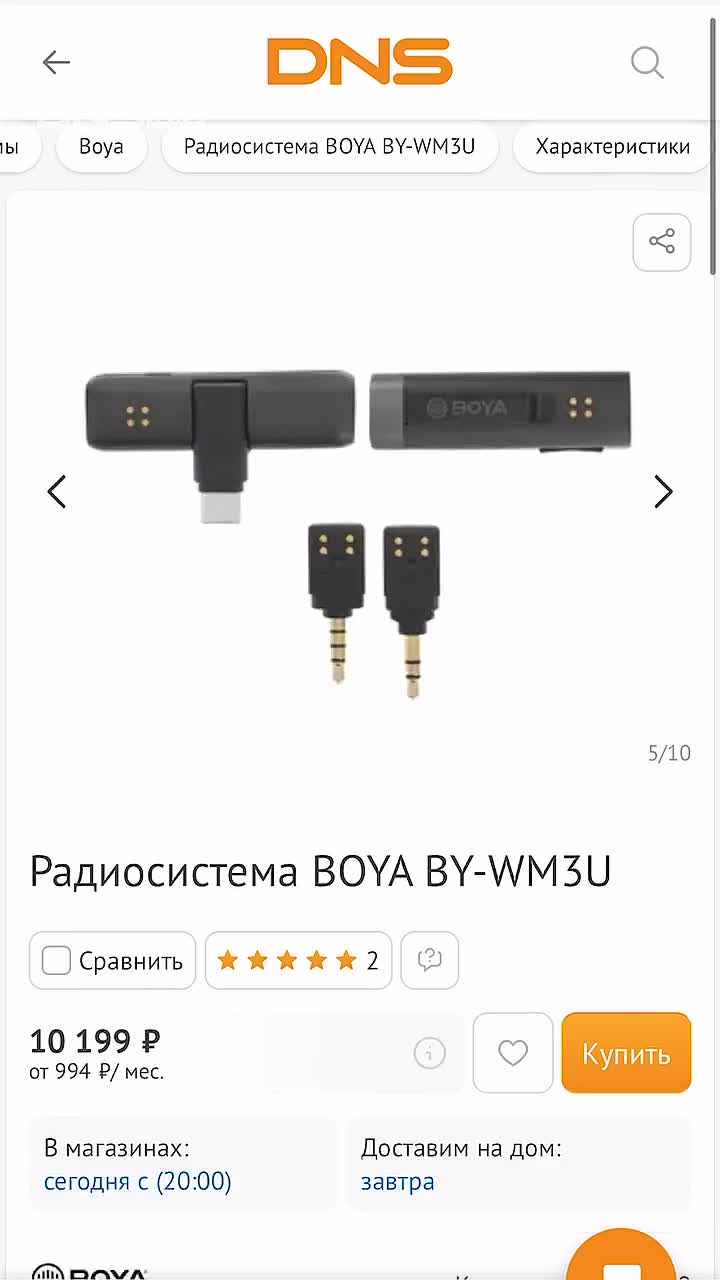 DNS
Boya
Радиосистема BOYA BY-WM3U
Характеристики
BOYA
5/10
Радиосистема BOYA BY-WM3U
Сравнить
2
10 199 ₽
от 994 ₽/ мес.
Купить
В магазинах:
сегодня с (20:00)
Доставим на дом:
завтра
BOYA